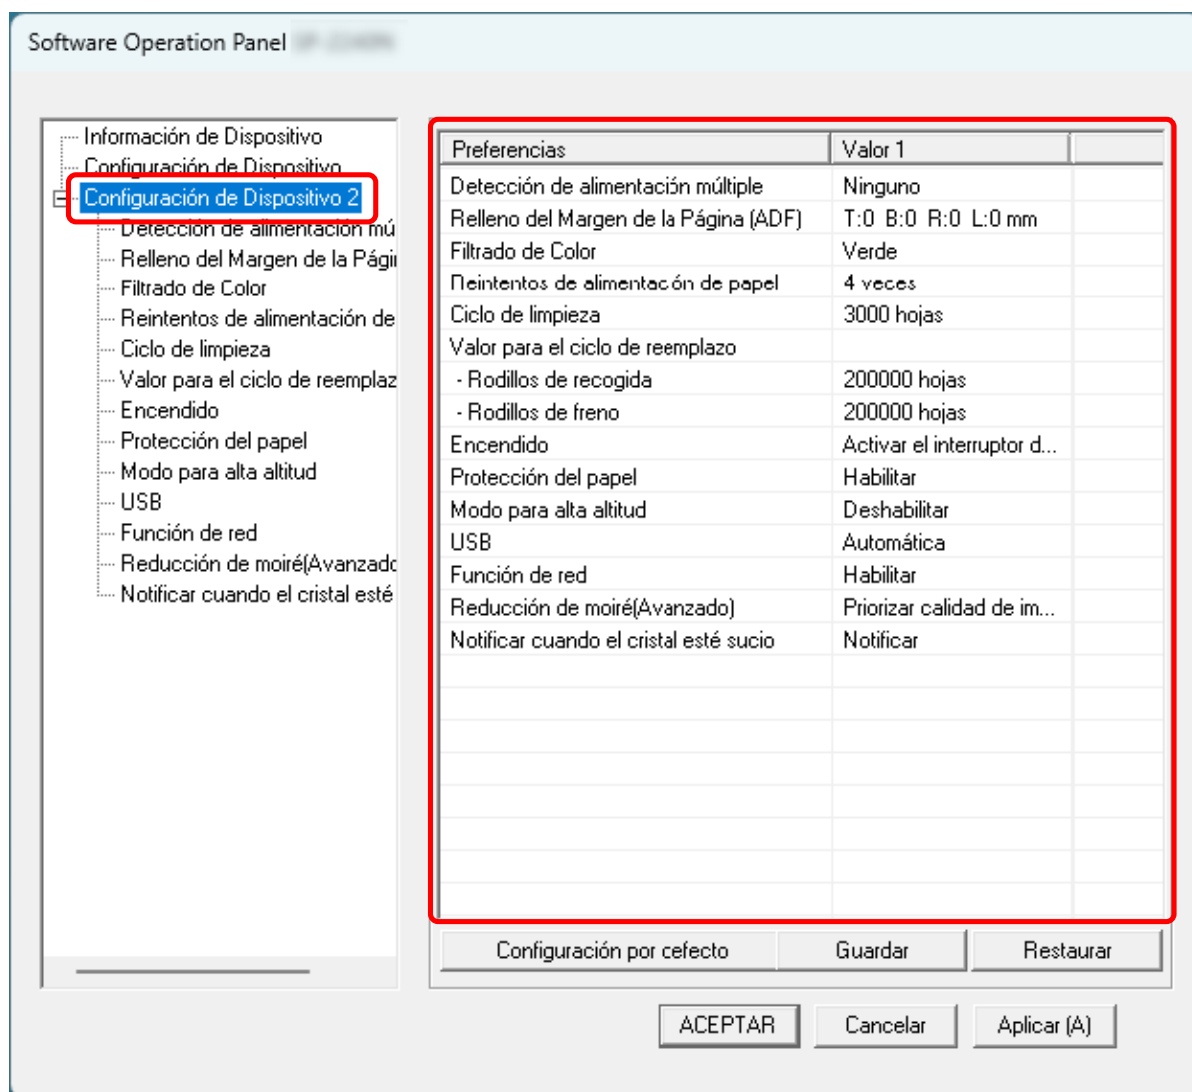 Software Operation Panel
Información de Dispositivo
Configuración de Dispositivo
Configuración de Dispositivo 2
Detección de alimentación mú
Relleno del Margen de la Pági
Filtrado de Color
Reintentos de alimentación de
Ciclo de limpieza
Valor para el ciclo de reemplaz
Encendido
Protección del papel
Modo para alta altitud
USB
Función de red
Reducción de moiré(Avanzado
Notificar cuando el cristal esté
Preferencias Valor 1
Detección de alimentación múltiple Ninguno
Relleno del Margen de la Página (ADF) T:0 B:0 R:0 L:0 mm
Filtrado de Color Verde
Reintentos de alimentacón de papel 4 veces
Ciclo de limpieza 3000 hojas
Valor para el ciclo de reemplazo
- Rodillos de recogida 200000 hojas
- Rodillos de freno 200000 hojas
Encendido Activar el interruptor d...
Protección del papel Habilitar
Modo para alta altitud Deshabilitar
USB Automática
Función de red Habilitar
Reducción de moiré(Avanzado) Priorizar calidad de im...
Notificar cuando el cristal esté sucio Notificar
Configuración por cefecto Guardar Restaurar
ACEPTAR Cancelar Aplicar (A)